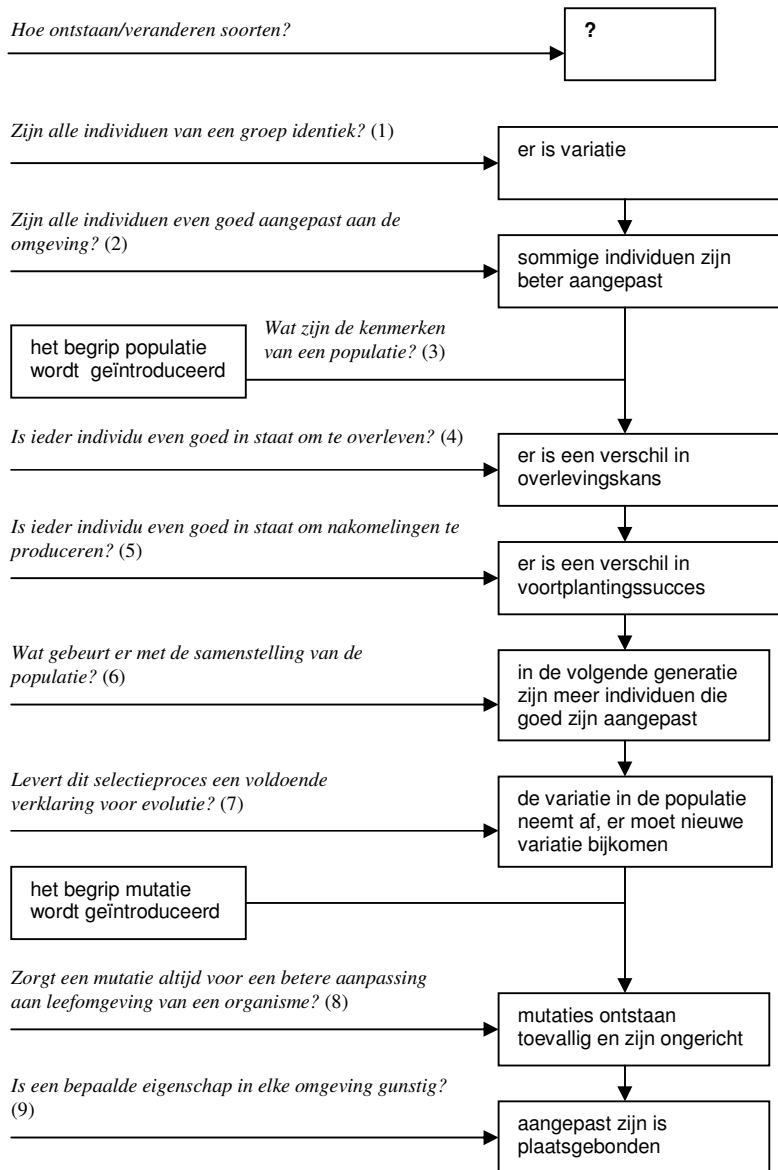 Hoe ontstaan/veranderen soorten?
?
Zijn alle individuen van een groep identiek? (1)
er is variatie
Zijn alle individuen even goed aangepast aan de
omgeving? (2)
sommige individuen zijn
beter aangepast
Wat zijn de kenmerken
van een populatie? (3)
het begrip populatie
wordt geïntroduceerd
Is ieder individu even goed in staat om te overleven? (4)
er is een verschil in
overlevingskans
Is ieder individu even goed in staat om nakomelingen te
produceren? (5)
er is een verschil in
voortplantingssucces
Wat gebeurt er met de samenstelling van de
populatie? (6)
in de volgende generatie
zijn meer individuen die
goed zijn aangepast
Levert dit selectieproces een voldoende
verklaring voor evolutie? (7)
de variatie in de populatie
neemt af, er moet nieuwe
variatie bijkomen
het begrip mutatie
wordt geïntroduceerd
Zorgt een mutatie altijd voor een betere aanpassing
aan leefomgeving van een organisme? (8)
mutaties ontstaan
toevallig en zijn ongericht
Is een bepaalde eigenschap in elke omgeving gunstig?
(9)
aangepast zijn is
plaatsgebonden